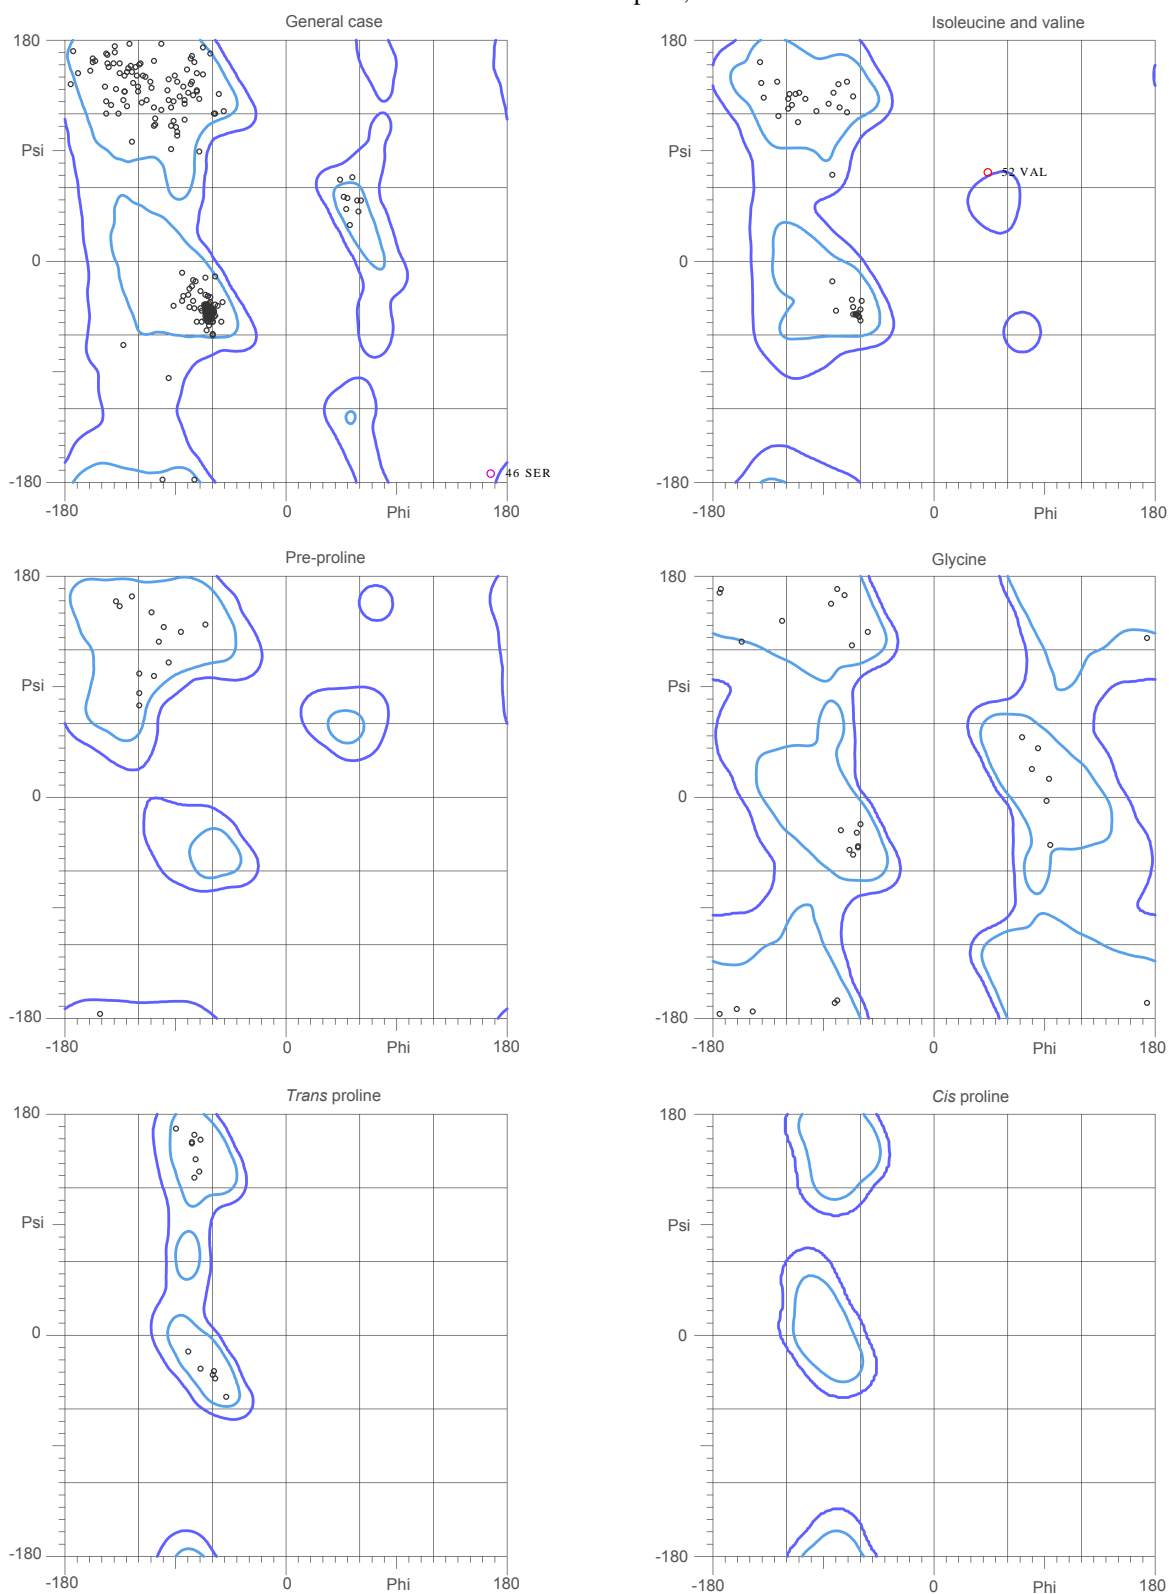 General case
180
Psi
0
-180
-180
0
Phi
180
46 SER
Isoleucine and valine
180
Psi
0
-180
-180
0
Phi
180
52 VAL
Pre-proline
180
Psi
0
-180
-180
0
Phi
180
Glycine
180
Psi
0
-180
-180
0
Phi
180
Trans proline
180
Psi
0
-180
-180
0
Phi
180
Cis proline
180
Psi
0
-180
-180
0
Phi
180